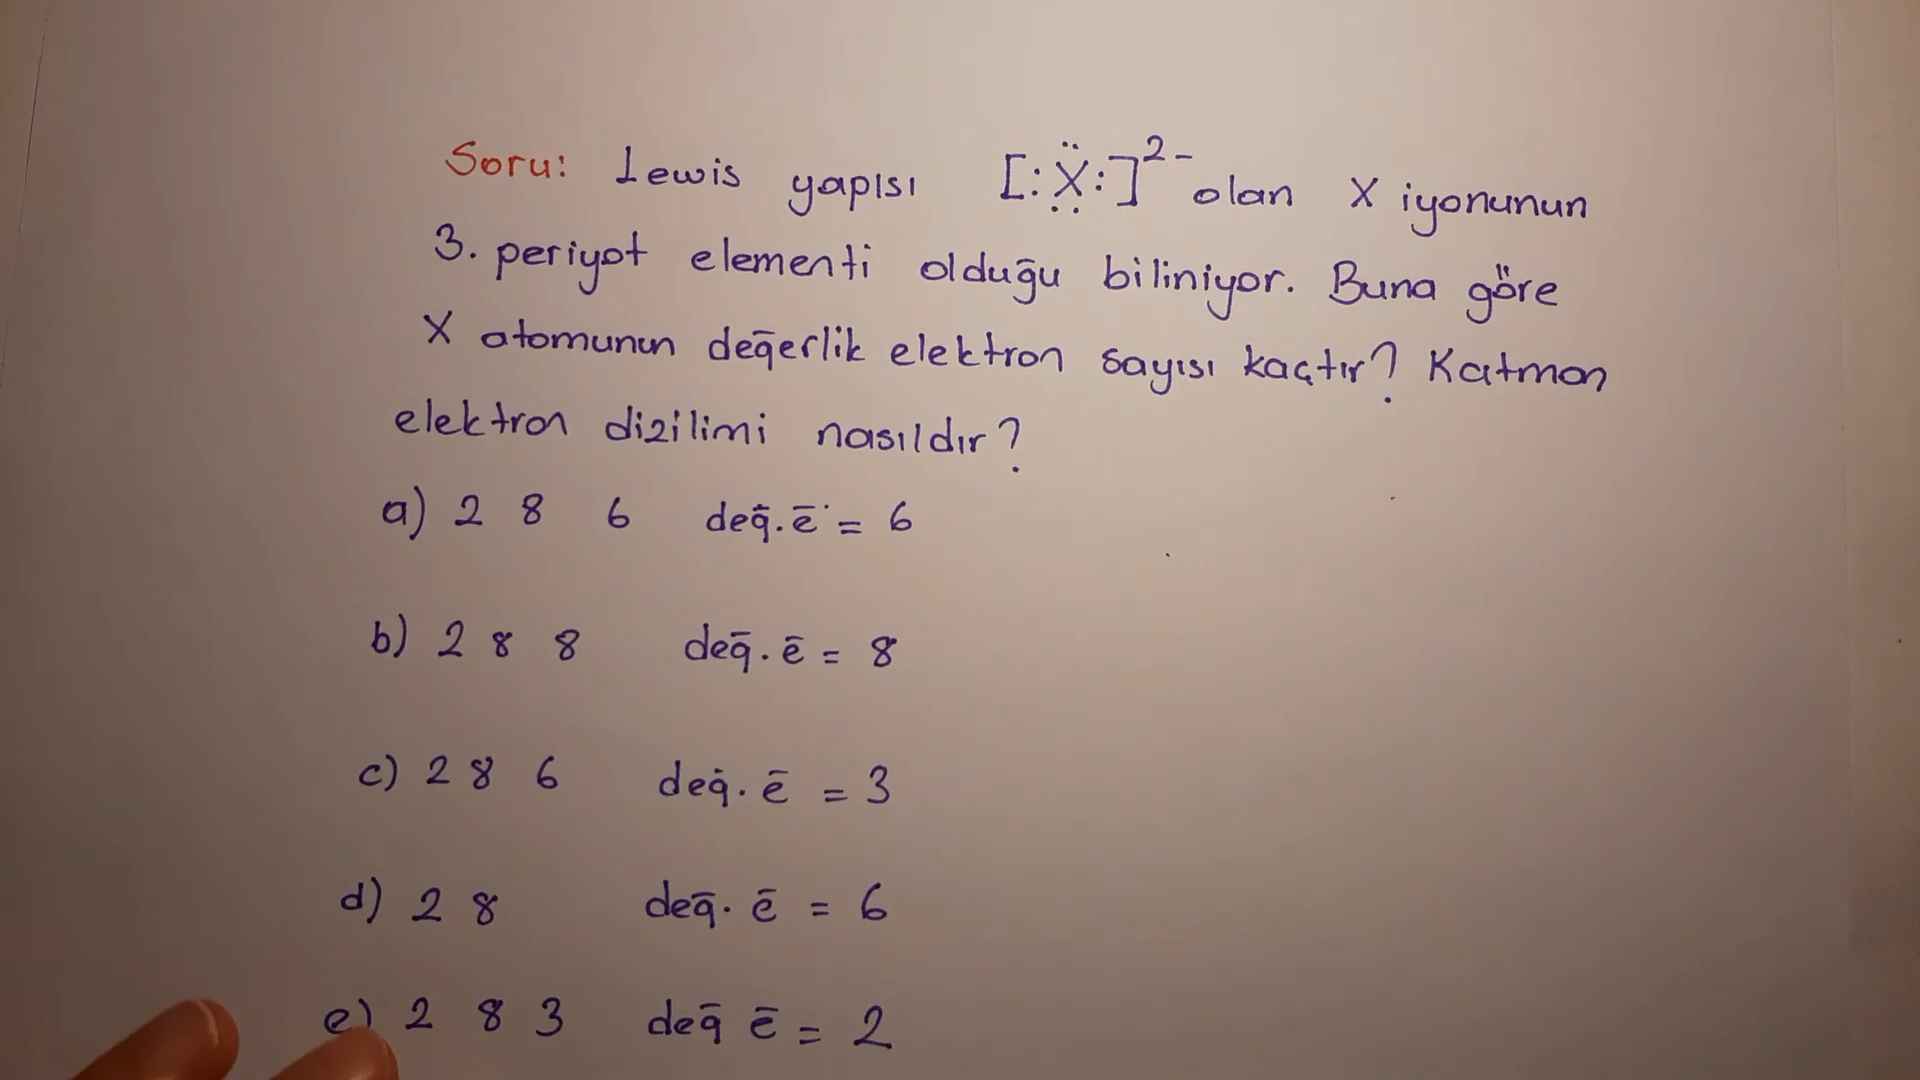 Soru: Lewis yapısı [:Ẍ:]²⁻ olan X iyonunun
3. periyot elementi olduğu biliniyor. Buna göre
X atomunun değerlik elektron sayısı kaçtır? Katman
elektron dizilimi nasıldır?
a) 2 8 6 değ. ē = 6
b) 2 8 8 değ. ē = 8
c) 2 8 6 değ. ē = 3
d) 2 8 değ. ē = 6
e) 2 8 3 değ ē = 2